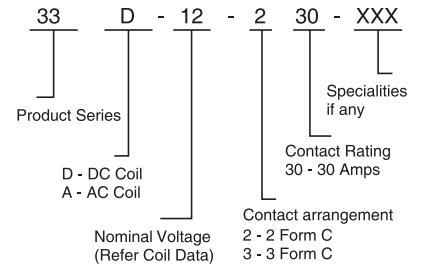 33 D - 12 - 2 30 - XXX
Specialities
if any
Product Series
Contact Rating
30 - 30 Amps
D - DC Coil
A - AC Coil
Contact arrangement
2 - 2 Form C
3 - 3 Form C
Nominal Voltage
(Refer Coil Data)